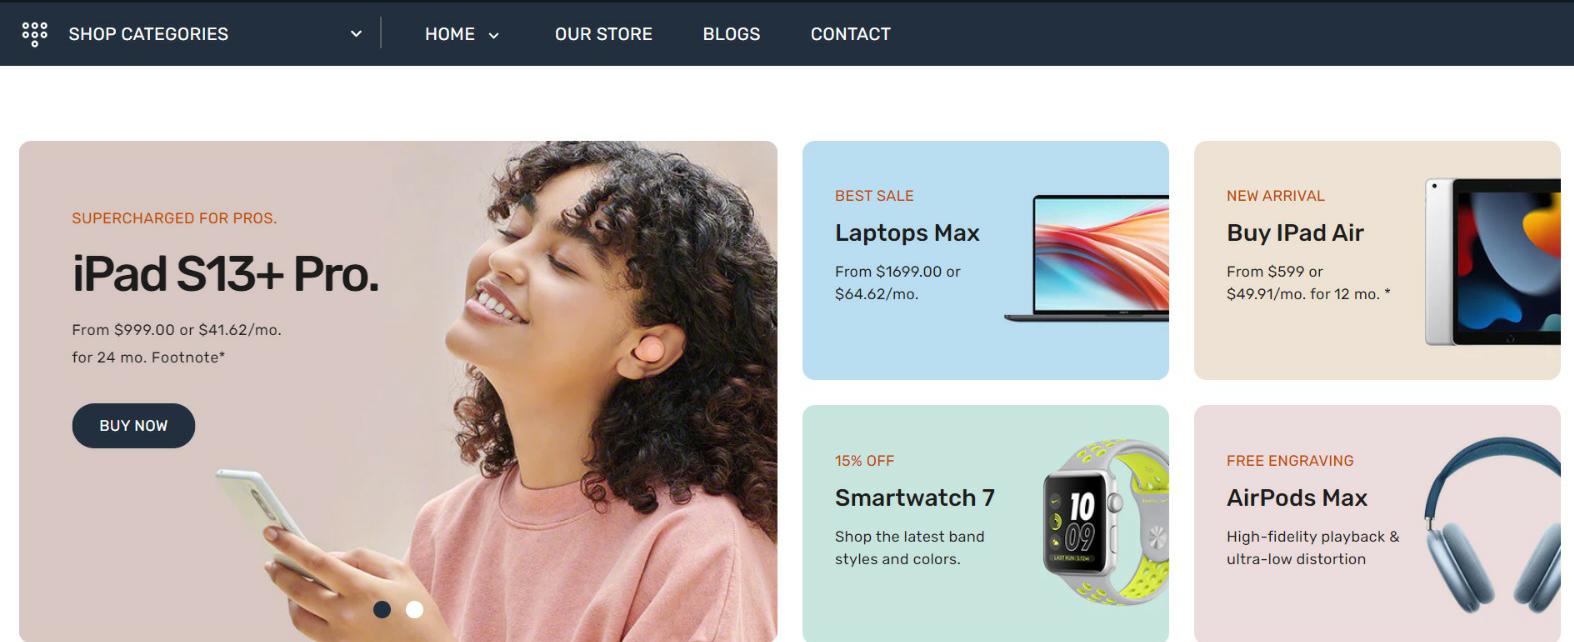 SHOP CATEGORIES
HOME
OUR STORE
BLOGS
CONTACT
SUPERCHARGED FOR PROS.
iPad S13+ Pro.
From $999.00 or $41.62/mo.
for 24 mo. Footnote*
BUY NOW
BEST SALE
Laptops Max
From $1699.00 or
$64.62/mo.
NEW ARRIVAL
Buy IPad Air
From $599 or
$49.91/mo. for 12 mo. *
15% OFF
Smartwatch 7
Shop the latest band
styles and colors.
10
09
FREE ENGRAVING
AirPods Max
High-fidelity playback &
ultra-low distortion